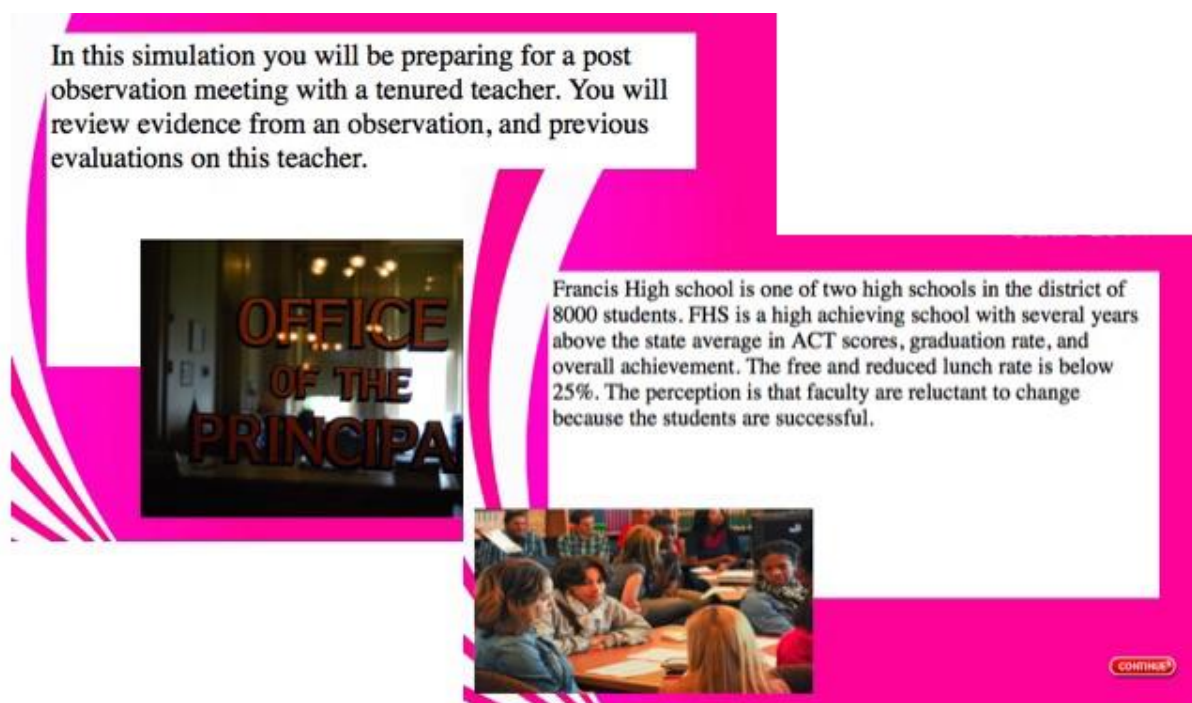 In this simulation you will be preparing for a post
observation meeting with a tenured teacher. You will
review evidence from an observation, and previous
evaluations on this teacher.
OFFICE
OF THE
PRINCIPA
Francis High school is one of two high schools in the district of
8000 students. FHS is a high achieving school with several years
above the state average in ACT scores, graduation rate, and
overall achievement. The free and reduced lunch rate is below
25%. The perception is that faculty are reluctant to change
because the students are successful.
CONTINUE